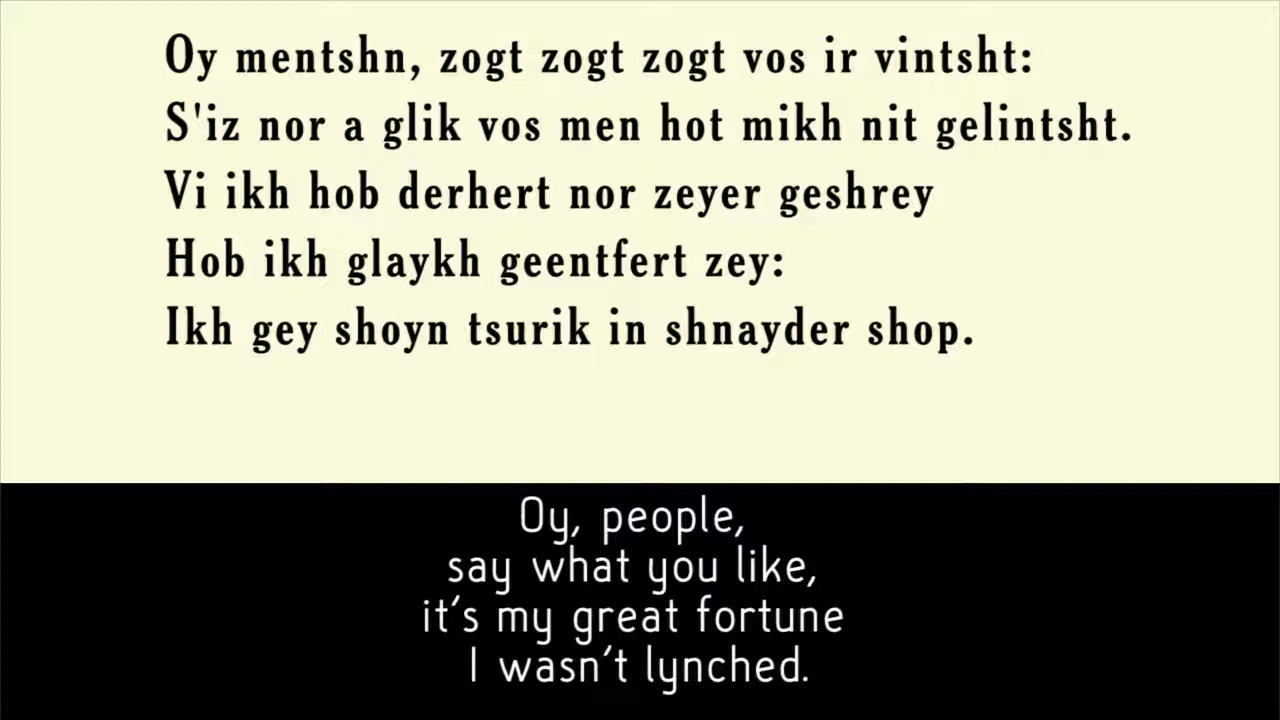 Oy mentshn, zogt zogt zogt vos ir vintsht:
S'iz nor a glik vos men hot mikh nit gelintsht.
Vi ikh hob derhert nor zeyer geshrey
Hob ikh glaykh geentfert zey:
Ikh gey shoyn tsurik in shnayder shop.
Oy, people,
say what you like,
it's my great fortune
I wasn't lynched.